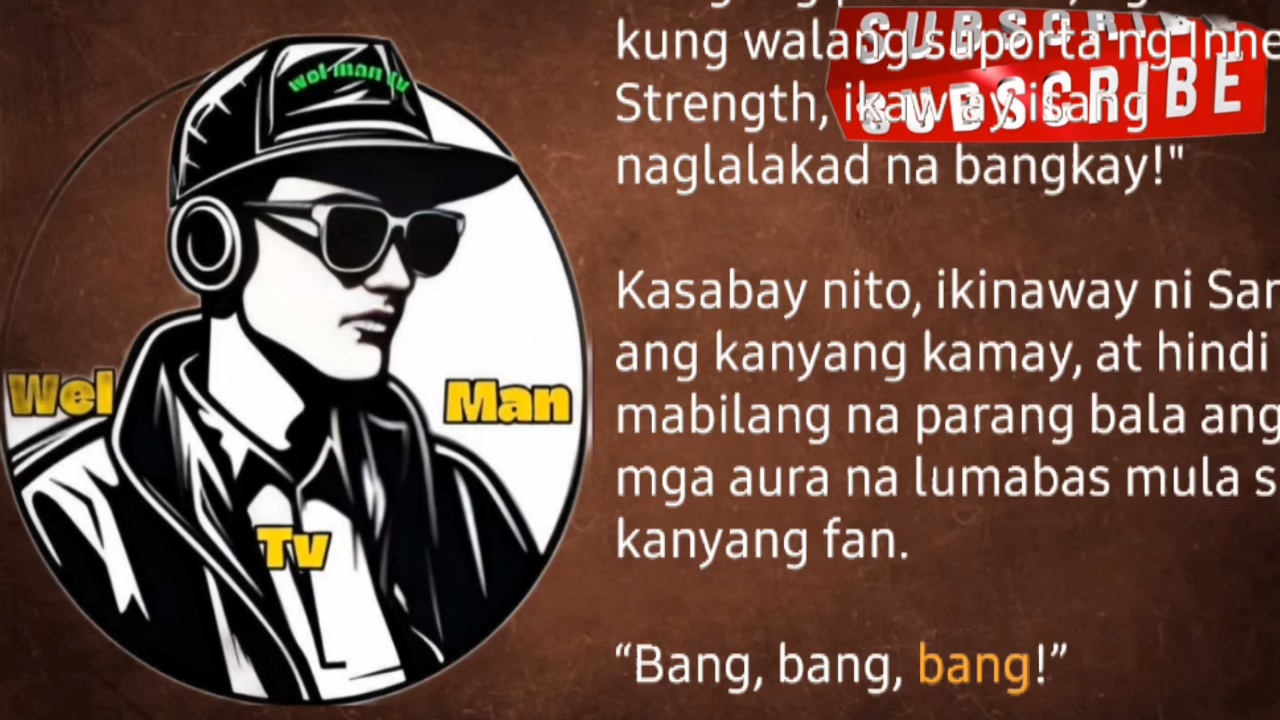 wel man tv
Wel Man
Tv
SUBSCRIBE
SUBSCRIBE
kung walang suporta ng Inne
Strength, ikaw ay isang
naglalakad na bangkay!"
Kasabay nito, ikinaway ni San
ang kanyang kamay, at hindi
mabilang na parang bala ang
mga aura na lumabas mula s
kanyang fan.
“Bang, bang, bang!”